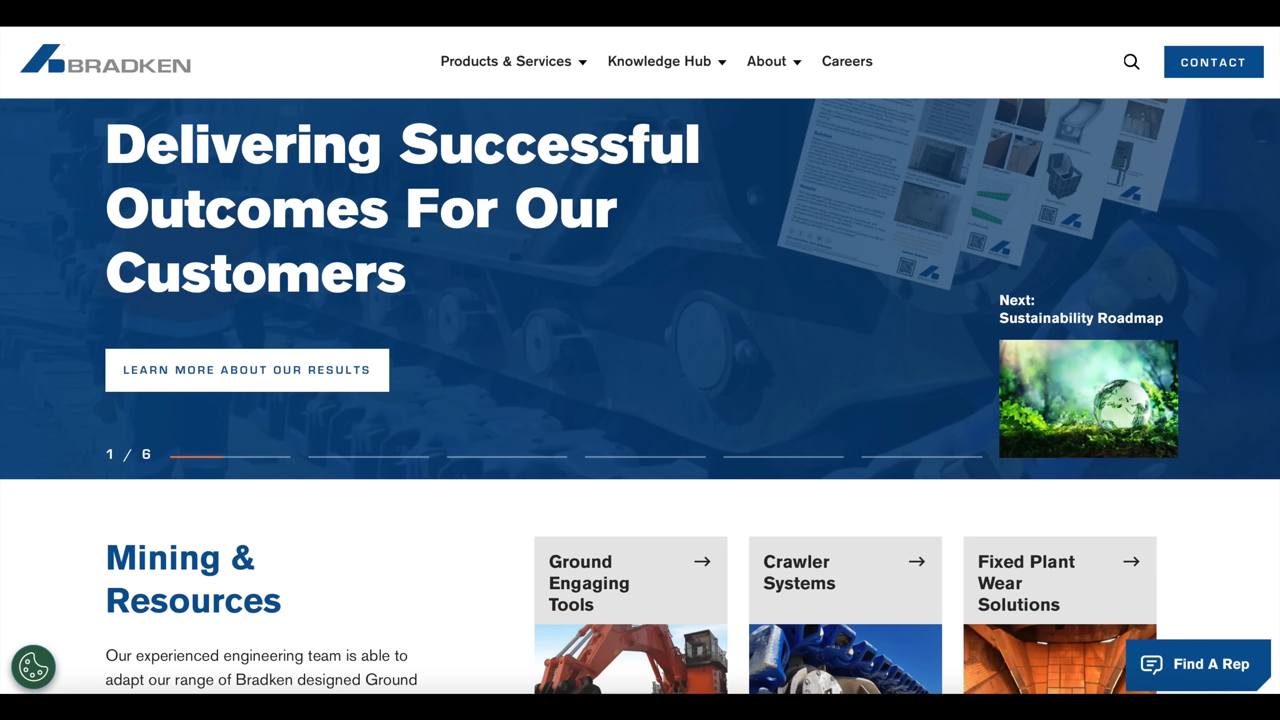 BRADKEN
Products & Services
Knowledge Hub
About
Careers
CONTACT
Delivering Successful
Outcomes For Our
Customers
LEARN MORE ABOUT OUR RESULTS
Next:
Sustainability Roadmap
1 / 6
Mining &
Resources
Our experienced engineering team is able to
adapt our range of Bradken designed Ground
Ground
Engaging
Tools
Crawler
Systems
Fixed Plant
Wear
Solutions
Find A Rep